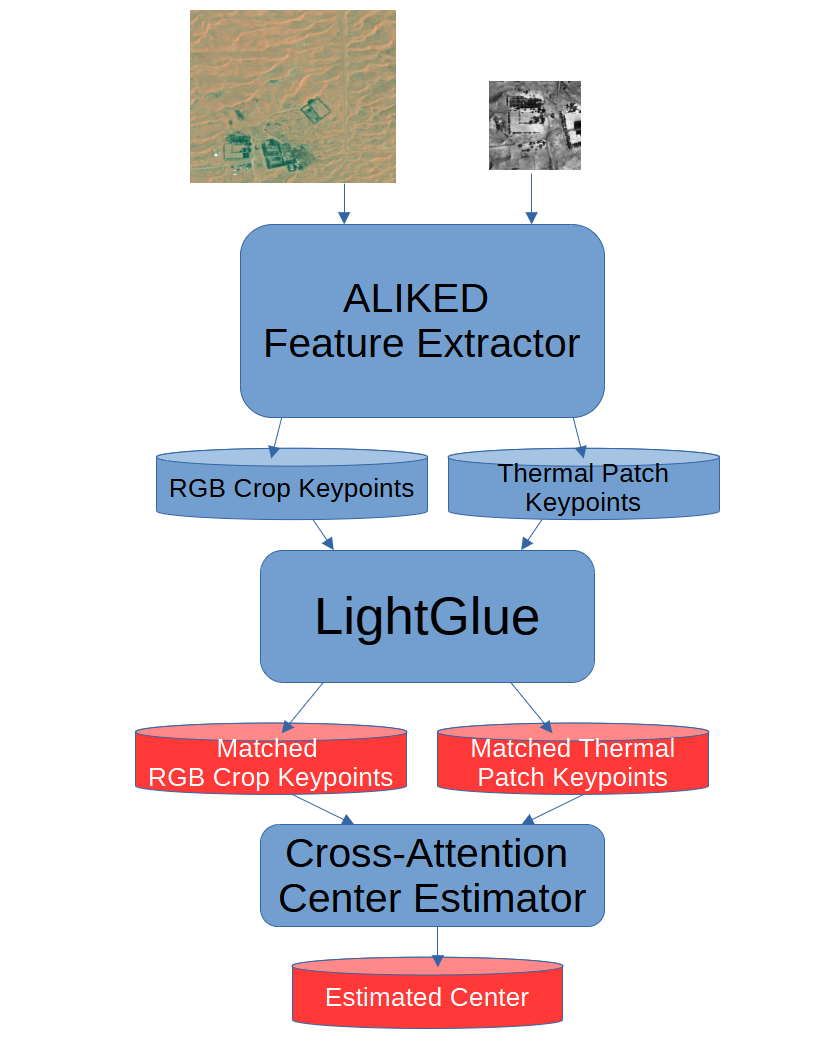 ALIKED
Feature Extractor
RGB Crop Keypoints
Thermal Patch
Keypoints
LightGlue
Matched
RGB Crop Keypoints
Matched Thermal
Patch Keypoints
Cross-Attention
Center Estimator
Estimated Center